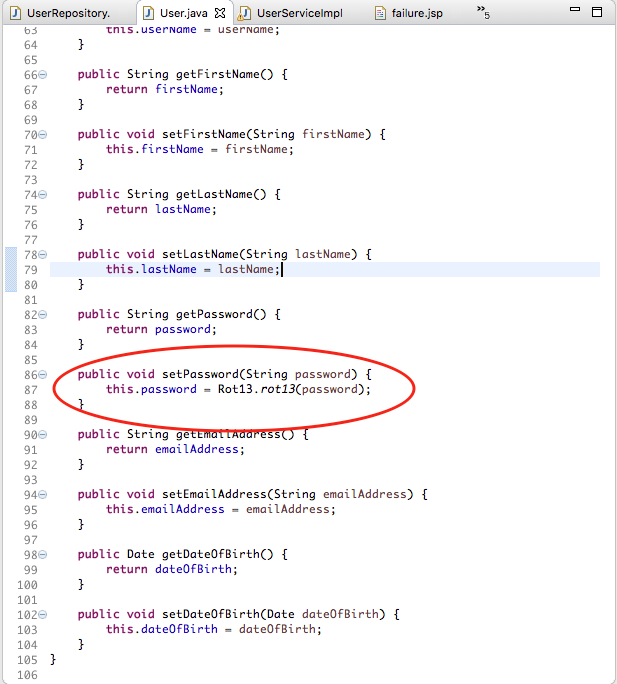 UserRepository.
User.java
UserServiceImpl
failure.jsp
»5
63 this.userName = userName;
64 }
65
66 public String getFirstName() {
67 return firstName;
68 }
69
70 public void setFirstName(String firstName) {
71 this.firstName = firstName;
72 }
73
74 public String getLastName() {
75 return lastName;
76 }
77
78 public void setLastName(String lastName) {
79 this.lastName = lastName;
80 }
81
82 public String getPassword() {
83 return password;
84 }
85
86 public void setPassword(String password) {
87 this.password = Rot13.rot13(password);
88 }
89
90 public String getEmailAddress() {
91 return emailAddress;
92 }
93
94 public void setEmailAddress(String emailAddress) {
95 this.emailAddress = emailAddress;
96 }
97
98 public Date getDateOfBirth() {
99 return dateOfBirth;
100 }
101
102 public void setDateOfBirth(Date dateOfBirth) {
103 this.dateOfBirth = dateOfBirth;
104 }
105 }
106